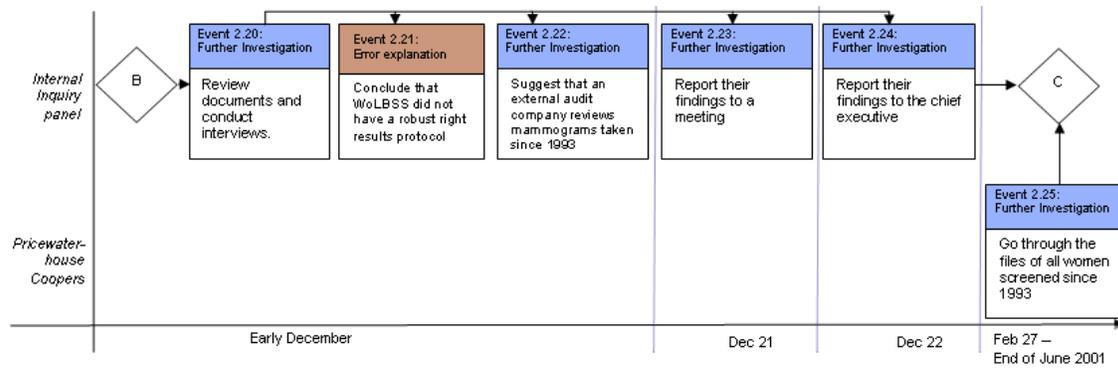 Internal
Inquiry
panel
B
Event 2.20:
Further Investigation
Review
documents and
conduct
interviews.
Event 2.21:
Error explanation
Conclude that
WoLBSS did not
have a robust right
results protocol
Event 2.22:
Further Investigation
Suggest that an
external audit
company reviews
mammograms taken
since 1993
Event 2.23:
Further Investigation
Report their
findings to a
meeting
Event 2.24:
Further Investigation
Report their
findings to the chief
executive
C
Pricewater-
house
Coopers
Event 2.25:
Further Investigation
Go through the
files of all women
screened since
1993
Early December
Dec 21
Dec 22
Feb 27 –
End of June 2001